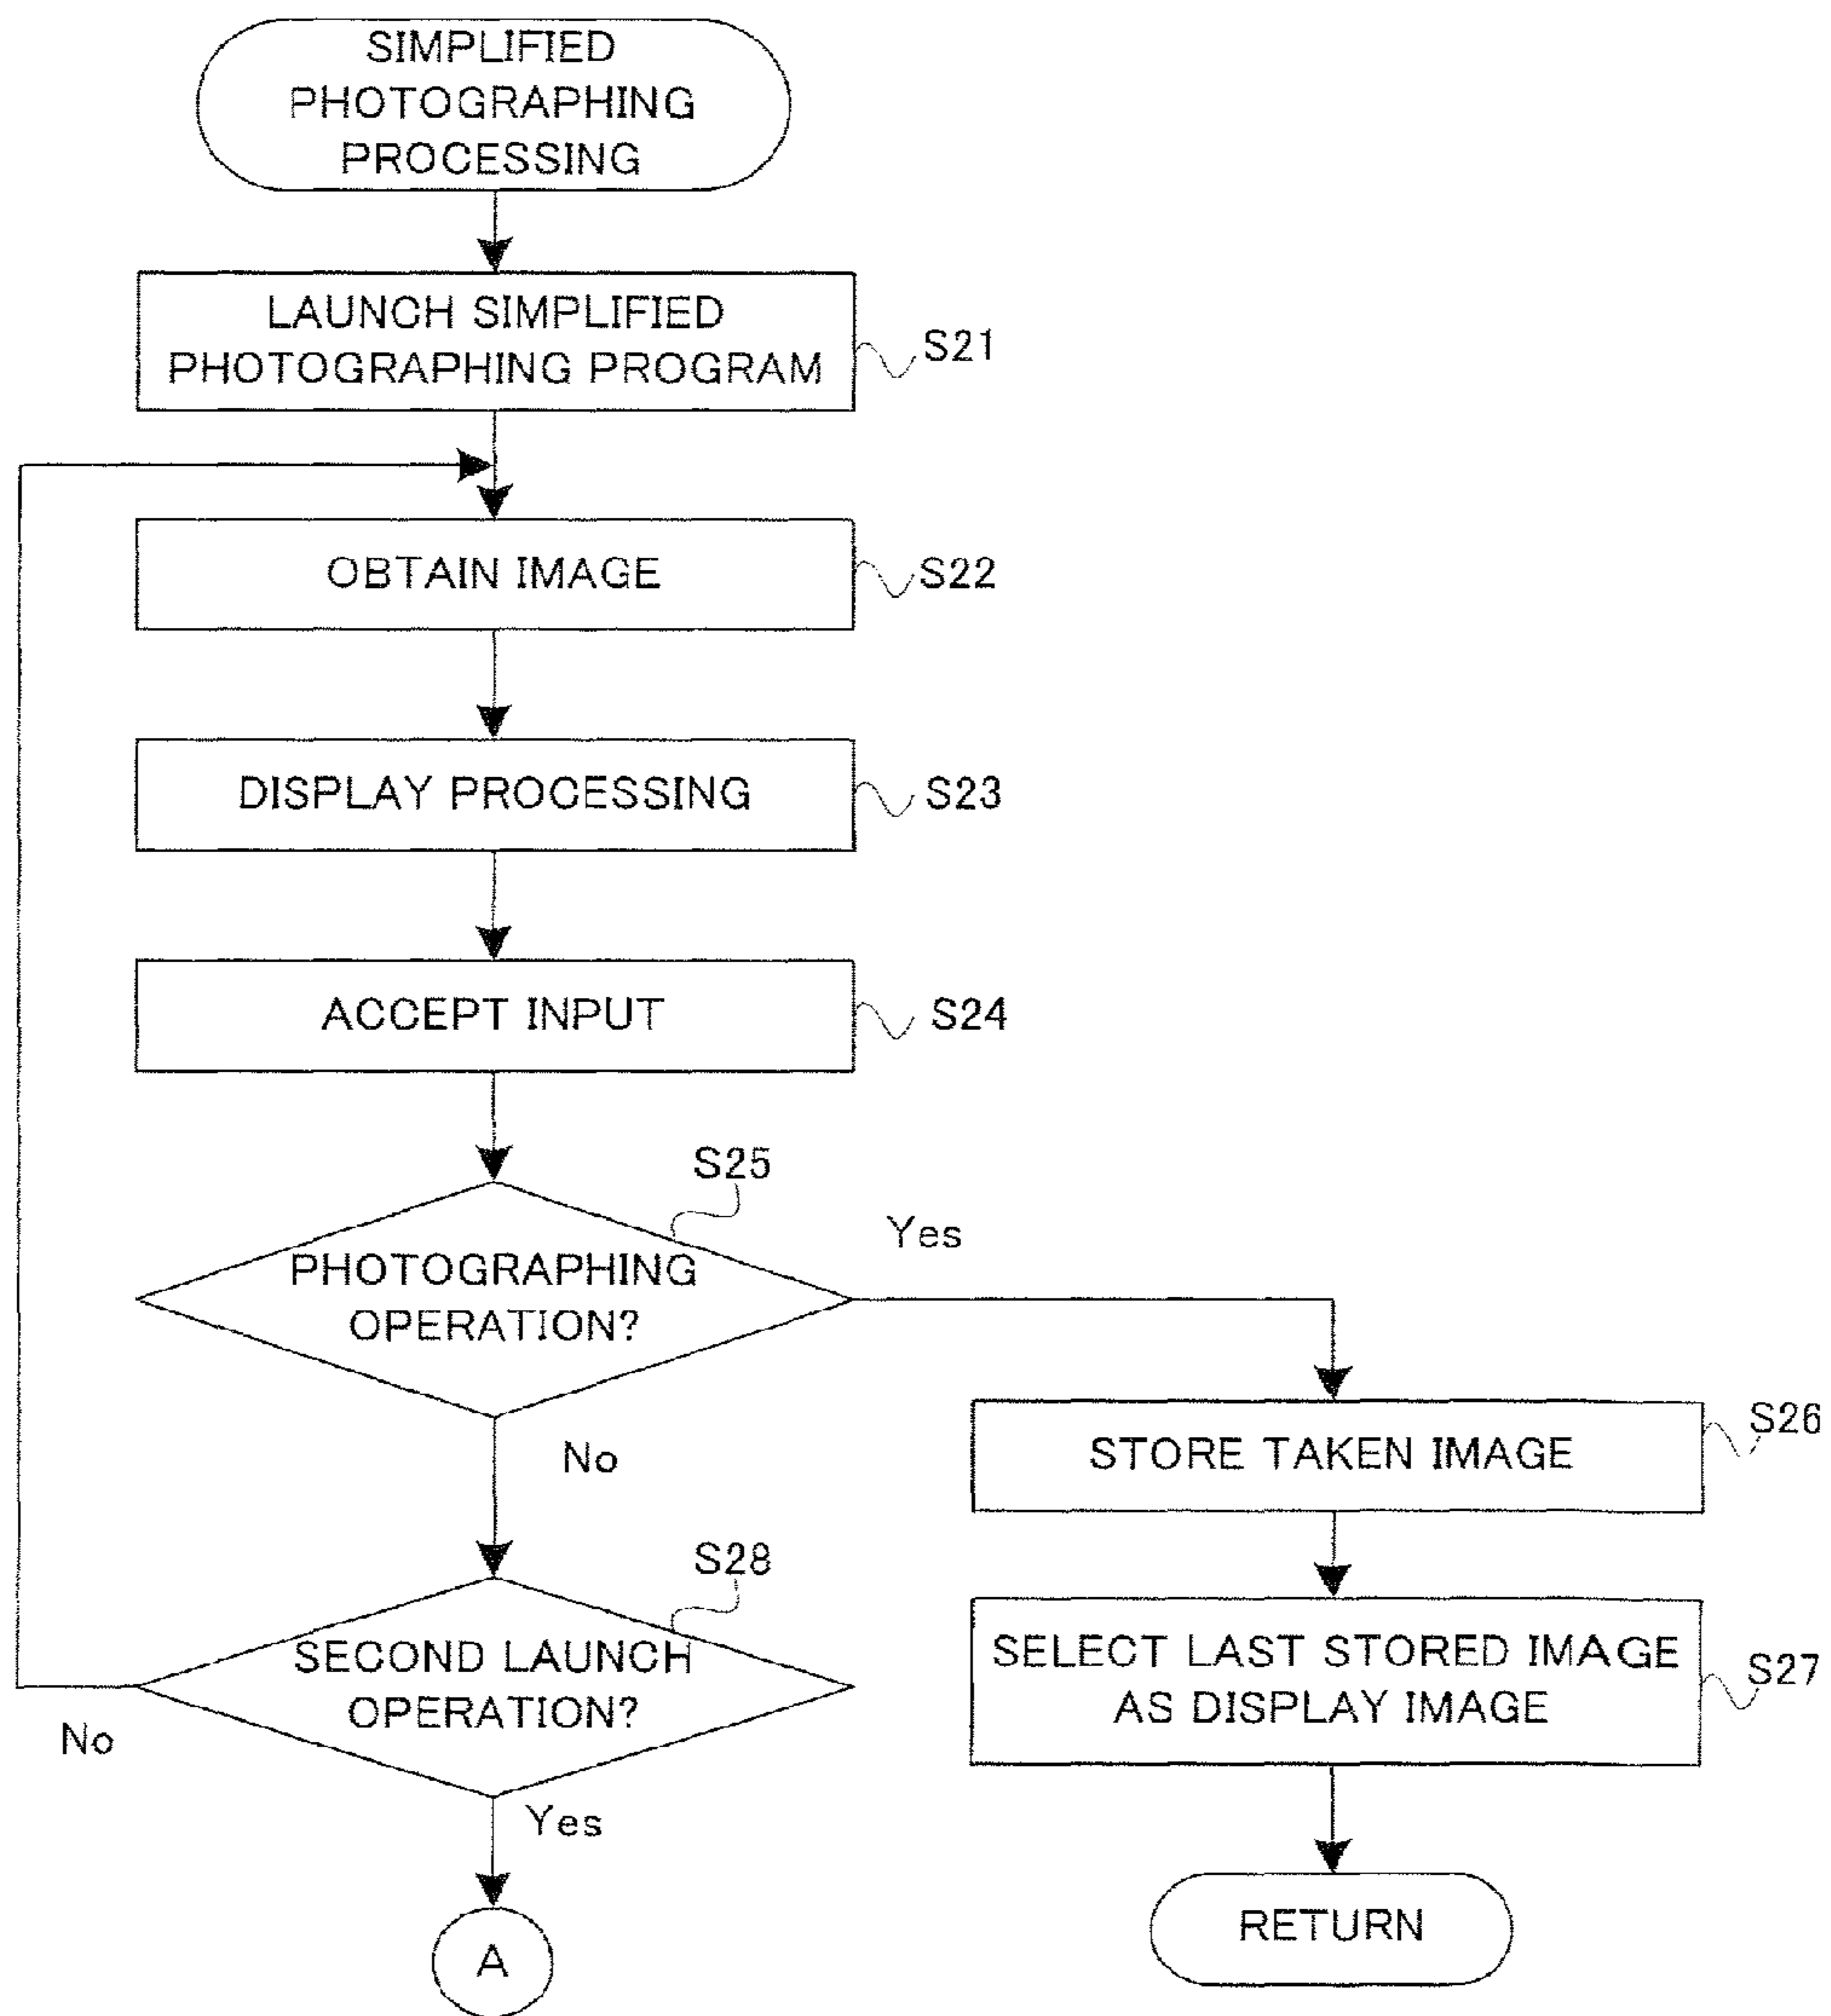 SIMPLIFIED
PHOTOGRAPHING
PROCESSING
LAUNCH SIMPLIFIED
PHOTOGRAPHING PROGRAM
S21
OBTAIN IMAGE
S22
DISPLAY PROCESSING
S23
ACCEPT INPUT
S24
S25
PHOTOGRAPHING
OPERATION?
Yes
No
STORE TAKEN IMAGE
S26
SELECT LAST STORED IMAGE
AS DISPLAY IMAGE
S27
RETURN
S28
SECOND LAUNCH
OPERATION?
No
Yes
A